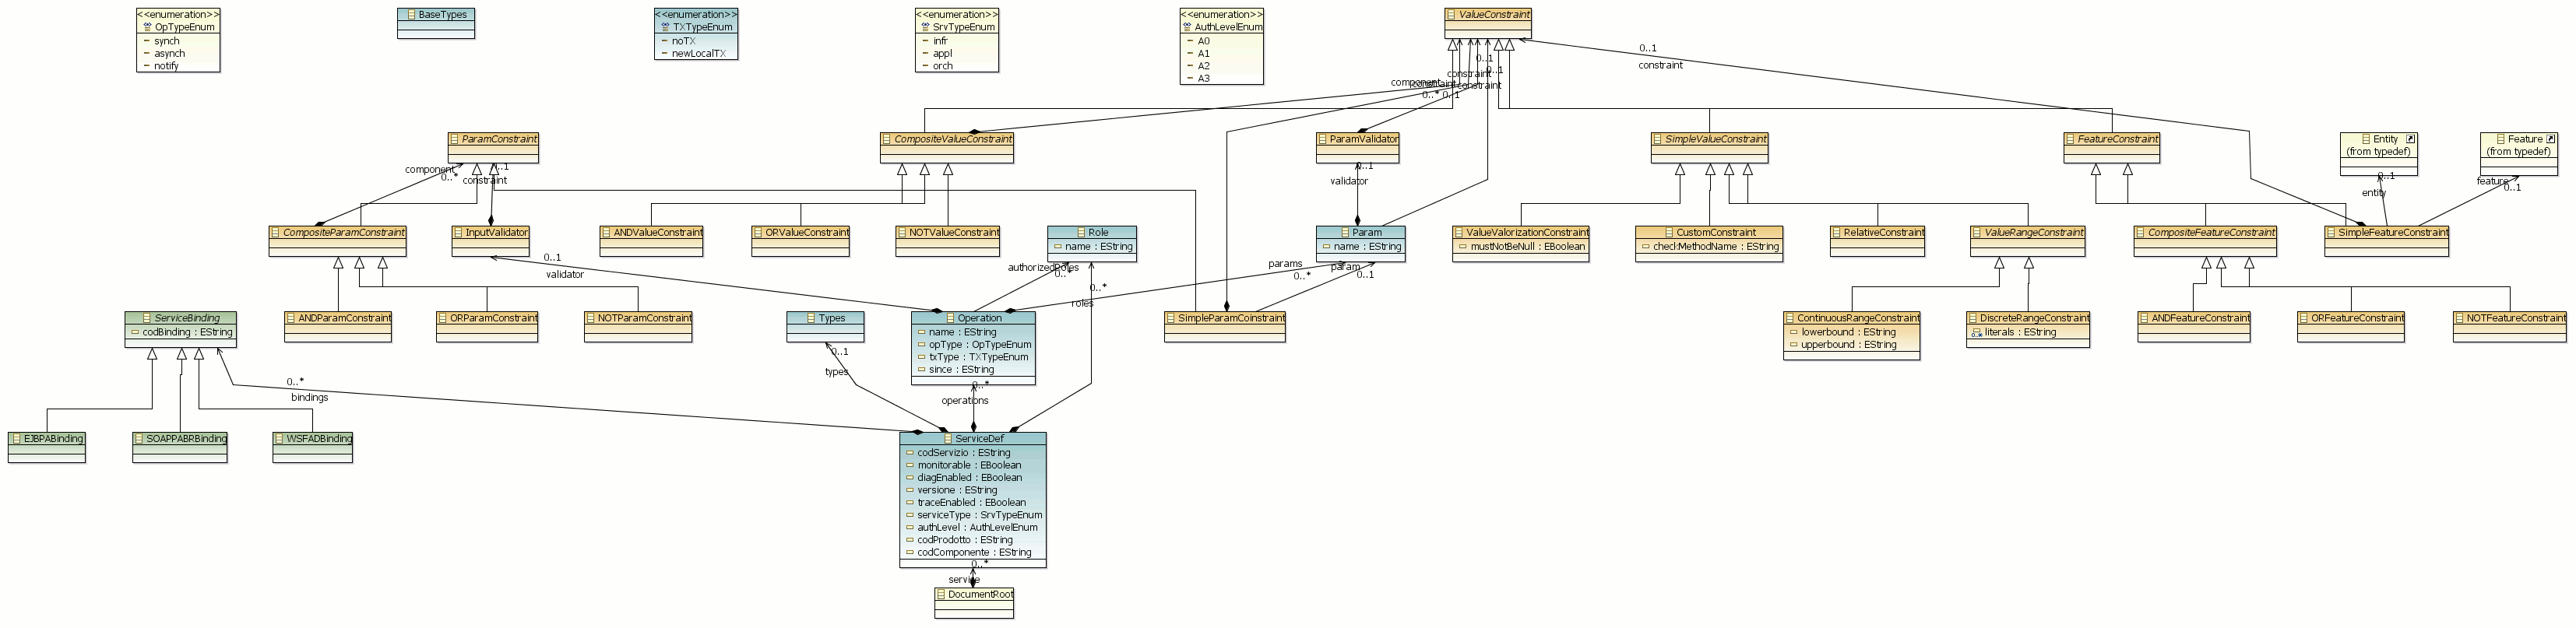 <<enumeration>>
OpTypeEnum
synch
asynch
notify
BaseTypes
<<enumeration>>
TXTypeEnum
noTX
newLocalTX
<<enumeration>>
SrvTypeEnum
infr
appl
orch
<<enumeration>>
AuthLevelEnum
A0
A1
A2
A3
ValueConstraint
0..1
constraint
0..1
constraint
0..1
component
constraint
constraint
0..*
0..1
ParamConstraint
component
0..*
0..1
constraint
CompositeValueConstraint
ParamValidator
0..1
validator
SimpleValueConstraint
FeatureConstraint
Entity
(from typedef)
0..1
entity
Feature
(from typedef)
feature
0..1
CompositeParamConstraint
InputValidator
0..1
validator
ANDValueConstraint
ORValueConstraint
NOTValueConstraint
Role
name : EString
authorizedRoles
0..*
0..*
roles
Param
name : EString
params
0..*
param
0..1
ValueValorizationConstraint
mustNotBeNull : EBoolean
CustomConstraint
checkMethodName : EString
RelativeConstraint
ValueRangeConstraint
CompositeFeatureConstraint
SimpleFeatureConstraint
ServiceBinding
codBinding : EString
0..*
bindings
ANDParamConstraint
ORParamConstraint
NOTParamConstraint
Types
0..1
types
Operation
name : EString
opType : OpTypeEnum
txType : TXTypeEnum
since : EString
0..*
operations
SimpleParamCoinstraint
ContinuousRangeConstraint
lowerbound : EString
upperbound : EString
DiscreteRangeConstraint
0..* literals : EString
ANDFeatureConstraint
ORFeatureConstraint
NOTFeatureConstraint
EJBPABinding
SOAPPABRBinding
WSFADBinding
ServiceDef
codServizio : EString
monitorable : EBoolean
diagEnabled : EBoolean
versione : EString
traceEnabled : EBoolean
serviceType : SrvTypeEnum
authLevel : AuthLevelEnum
codProdotto : EString
codComponente : EString
0..*
service
DocumentRoot